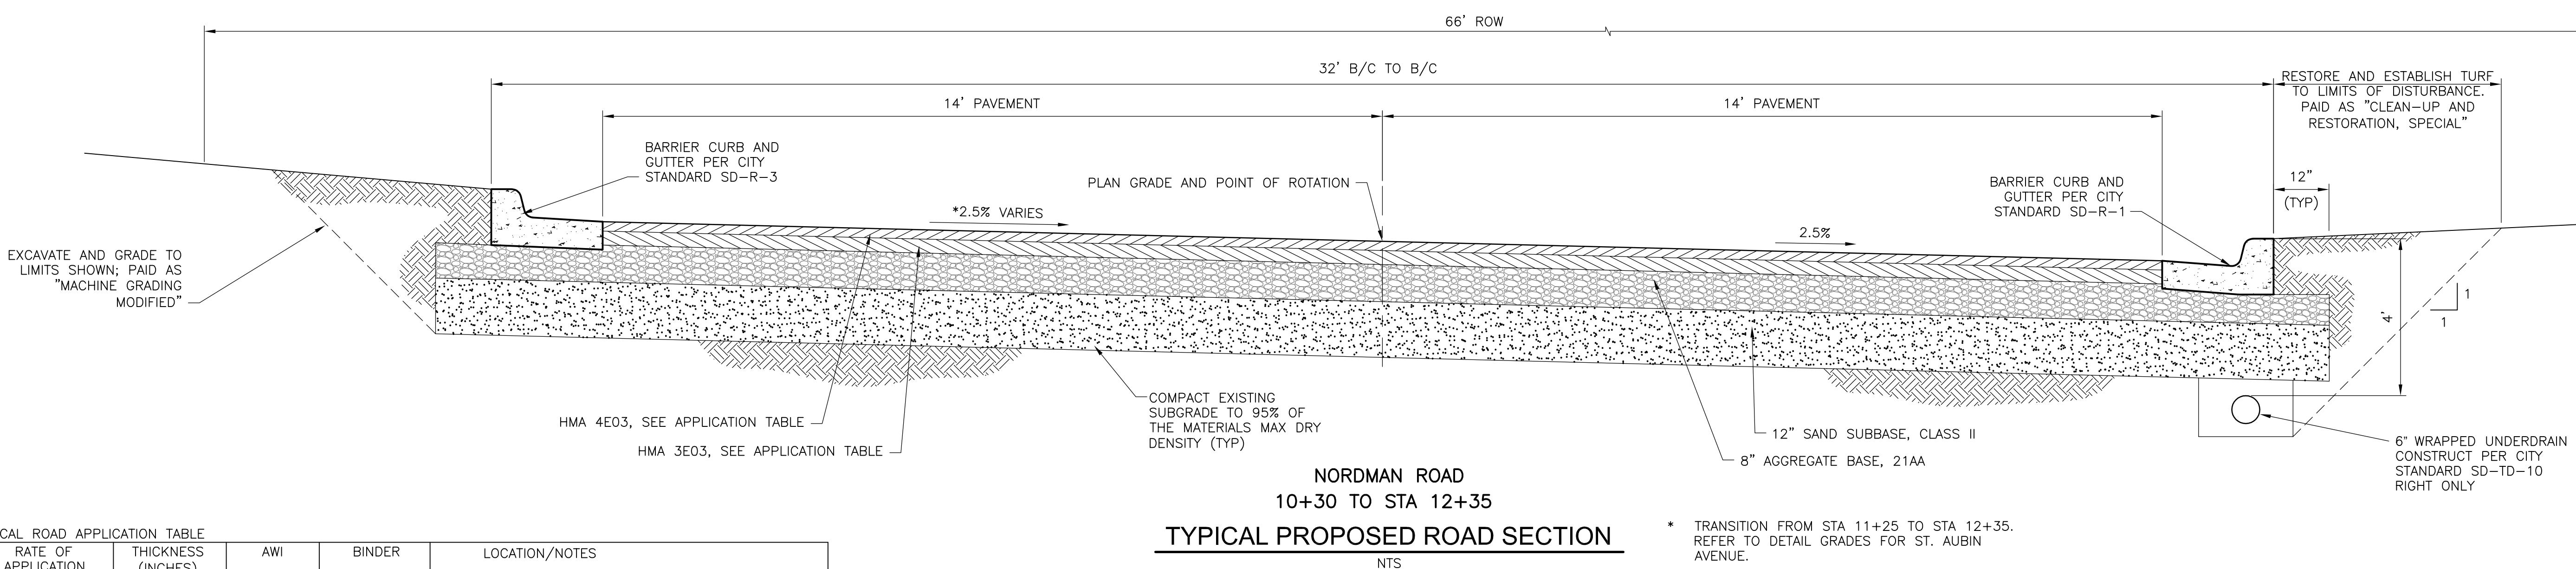 66' ROW
32' B/C TO B/C
14' PAVEMENT
14' PAVEMENT
RESTORE AND ESTABLISH TURF
TO LIMITS OF DISTURBANCE.
PAID AS "CLEAN-UP AND
RESTORATION, SPECIAL"
BARRIER CURB AND
GUTTER PER CITY
STANDARD SD-R-3
PLAN GRADE AND POINT OF ROTATION
BARRIER CURB AND
GUTTER PER CITY
STANDARD SD-R-1
12"
(TYP)
*2.5% VARIES
2.5%
EXCAVATE AND GRADE TO
LIMITS SHOWN; PAID AS
"MACHINE GRADING
MODIFIED"
1
1
4'
HMA 4E03, SEE APPLICATION TABLE
HMA 3E03, SEE APPLICATION TABLE
COMPACT EXISTING
SUBGRADE TO 95% OF
THE MATERIALS MAX DRY
DENSITY (TYP)
12" SAND SUBBASE, CLASS II
8" AGGREGATE BASE, 21AA
6" WRAPPED UNDERDRAIN
CONSTRUCT PER CITY
STANDARD SD-TD-10
RIGHT ONLY
NORDMAN ROAD
10+30 TO STA 12+35
TYPICAL PROPOSED ROAD SECTION
NTS
* TRANSITION FROM STA 11+25 TO STA 12+35.
REFER TO DETAIL GRADES FOR ST. AUBIN
AVENUE.
CAL ROAD APPLICATION TABLE
RATE OF
APPLICATION
THICKNESS
(INCHES)
AWI
BINDER
LOCATION/NOTES